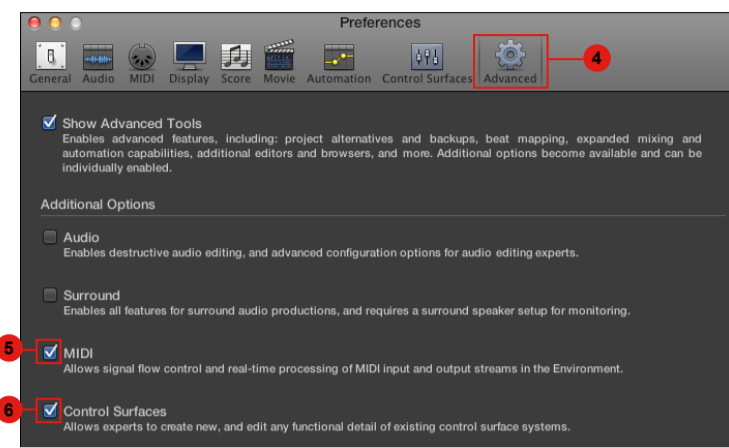 Preferences
General Audio MIDI Display Score Movie Automation Control Surfaces Advanced
4
Show Advanced Tools
Enables advanced features, including: project alternatives and backups, beat mapping, expanded mixing and
automation capabilities, additional editors and browsers, and more. Additional options become available and can be
individually enabled.
Additional Options
Audio
Enables destructive audio editing, and advanced configuration options for audio editing experts.
Surround
Enables all features for surround audio productions, and requires a surround speaker setup for monitoring.
5
MIDI
Allows signal flow control and real-time processing of MIDI input and output streams in the Environment.
6
Control Surfaces
Allows experts to create new, and edit any functional detail of existing control surface systems.